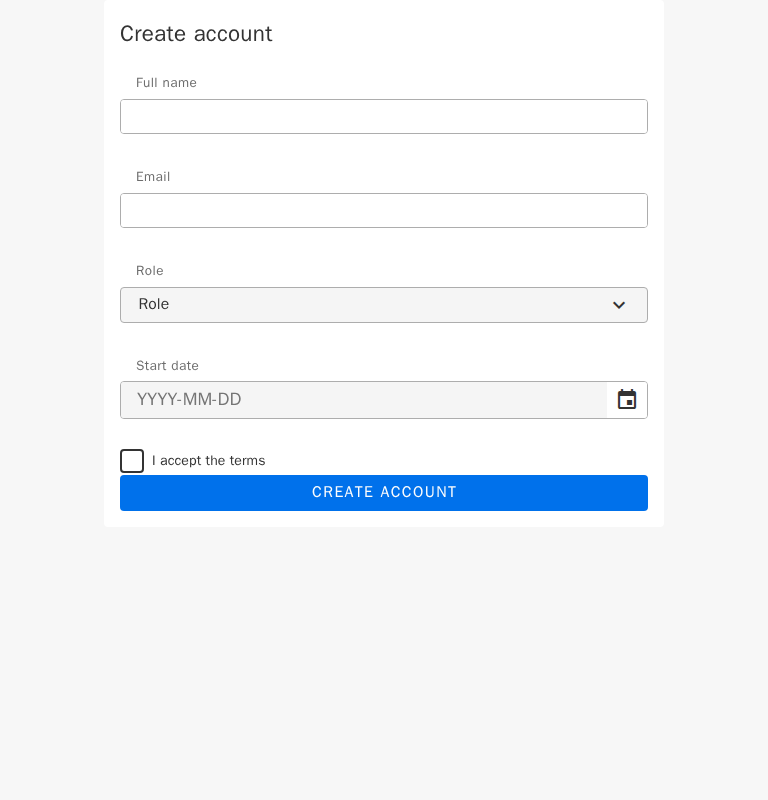 Create account
Full name
Email
Role
Role
Start date
YYYY-MM-DD
I accept the terms
CREATE ACCOUNT